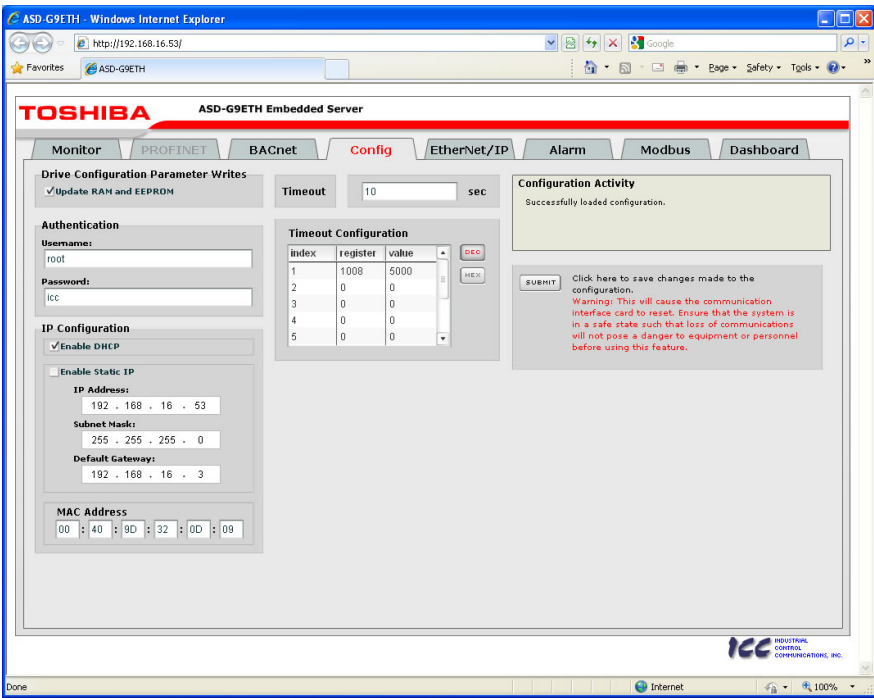 ASD-G9ETH - Windows Internet Explorer
http://192.168.16.53/
Google
Favorites ASD-G9ETH
Page Safety Tools »
TOSHIBA ASD-G9ETH Embedded Server
Monitor PROFINET BACnet Config EtherNet/IP Alarm Modbus Dashboard
Drive Configuration Parameter Writes
Update RAM and EEPROM
Authentication
Username:
root
Password:
icc
IP Configuration
Enable DHCP
Enable Static IP
IP Address:
192 . 168 . 16 . 53
Subnet Mask:
255 . 255 . 255 . 0
Default Gateway:
192 . 168 . 16 . 3
MAC Address
00 : 40 : 9D : 32 : 0D : 09
Timeout 10 sec
Timeout Configuration
index register value
1 1008 5000
2 0 0
3 0 0
4 0 0
5 0 0
DEC
HEX
Configuration Activity
Successfully loaded configuration.
SUBMIT
Click here to save changes made to the
configuration.
Warning: This will cause the communication
interface card to reset. Ensure that the system is
in a safe state such that loss of communications
will not pose a danger to equipment or personnel
before using this feature.
ICC INDUSTRIAL
CONTROL
COMMUNICATIONS, INC.
Done Internet 100%